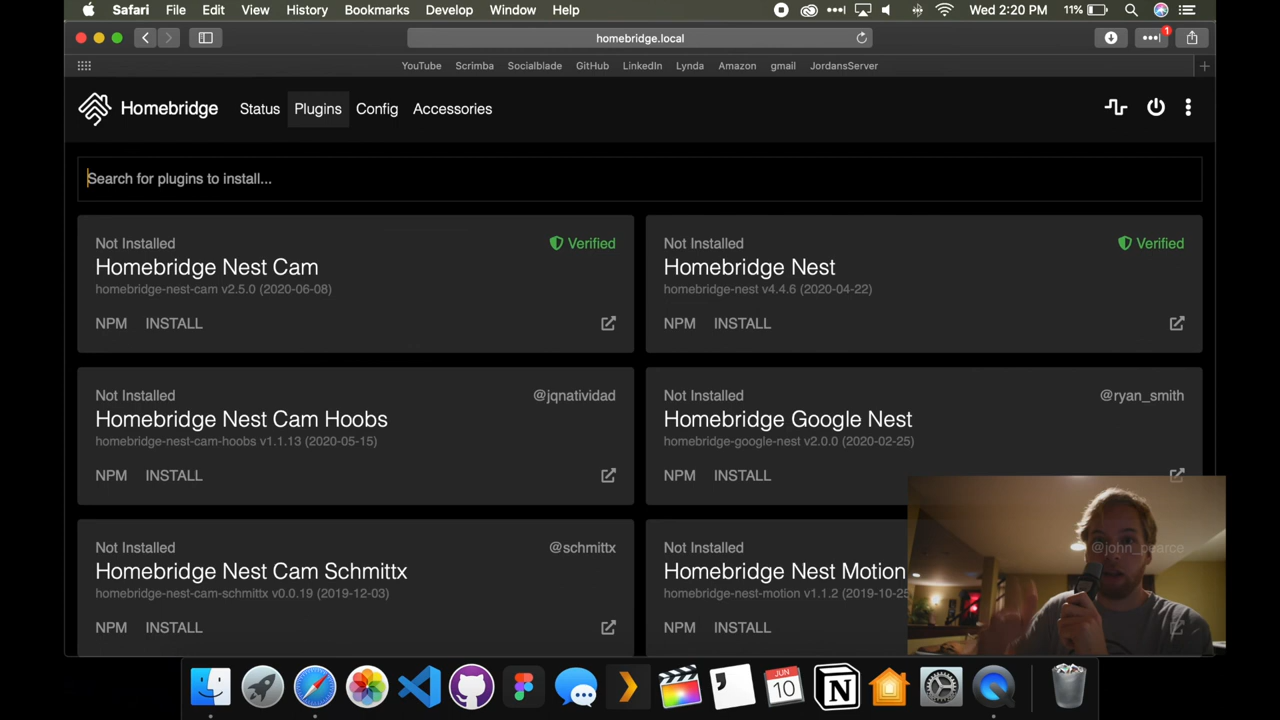 Safari File Edit View History Bookmarks Develop Window Help Wed 2:20 PM 11%
homebridge.local
1
YouTube Scrimba Socialblade GitHub LinkedIn Lynda Amazon gmail JordansServer
Homebridge Status Plugins Config Accessories
Search for plugins to install...
Not Installed Verified
Homebridge Nest Cam
homebridge-nest-cam v2.5.0 (2020-06-08)
NPM INSTALL
Not Installed Verified
Homebridge Nest
homebridge-nest v4.4.6 (2020-04-22)
NPM INSTALL
Not Installed @jqnatividad
Homebridge Nest Cam Hoobs
homebridge-nest-cam-hoobs v1.1.13 (2020-05-15)
NPM INSTALL
Not Installed @ryan_smith
Homebridge Google Nest
homebridge-google-nest v2.0.0 (2020-02-25)
NPM INSTALL
Not Installed @schmittx
Homebridge Nest Cam Schmittx
homebridge-nest-cam-schmittx v0.0.19 (2019-12-03)
NPM INSTALL
Not Installed @john_pearce
Homebridge Nest Motion
homebridge-nest-motion v1.1.2 (2019-10-25
NPM INSTALL
JUN
10